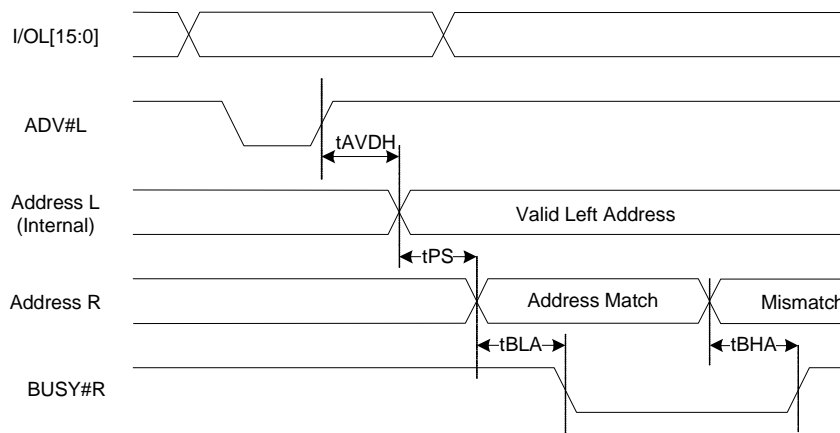 I/OL[15:0]
ADV#L
tAVDH
Address L
(Internal)
Valid Left Address
tPS
Address R
Address Match
Mismatch
tBLA
tBHA
BUSY#R